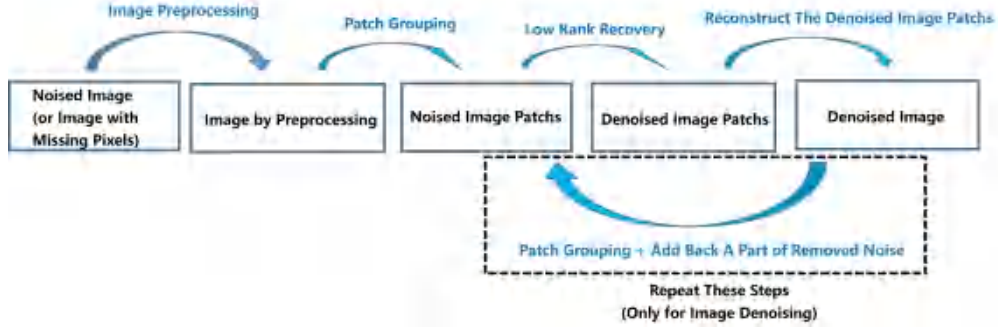 Image Preprocessing
Patch Grouping
Low Rank Recovery
Reconstruct The Denoised Image Patchs
Noised Image
(or Image with
Missing Pixels)
Image by Preprocessing
Noised Image Patchs
Denoised Image Patchs
Denoised Image
Patch Grouping + Add Back A Part of Removed Noise
Repeat These Steps
(Only for Image Denoising)